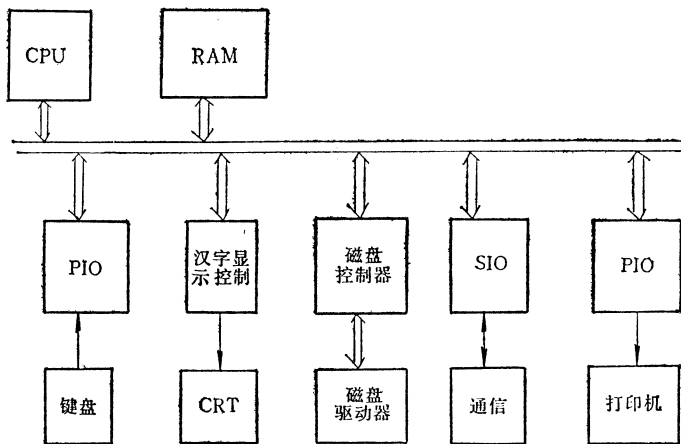 CPU
RAM
PIO
汉字显
示控制
磁盘
控制器
SIO
PIO
键盘
CRT
磁盘
驱动器
通信
打印机